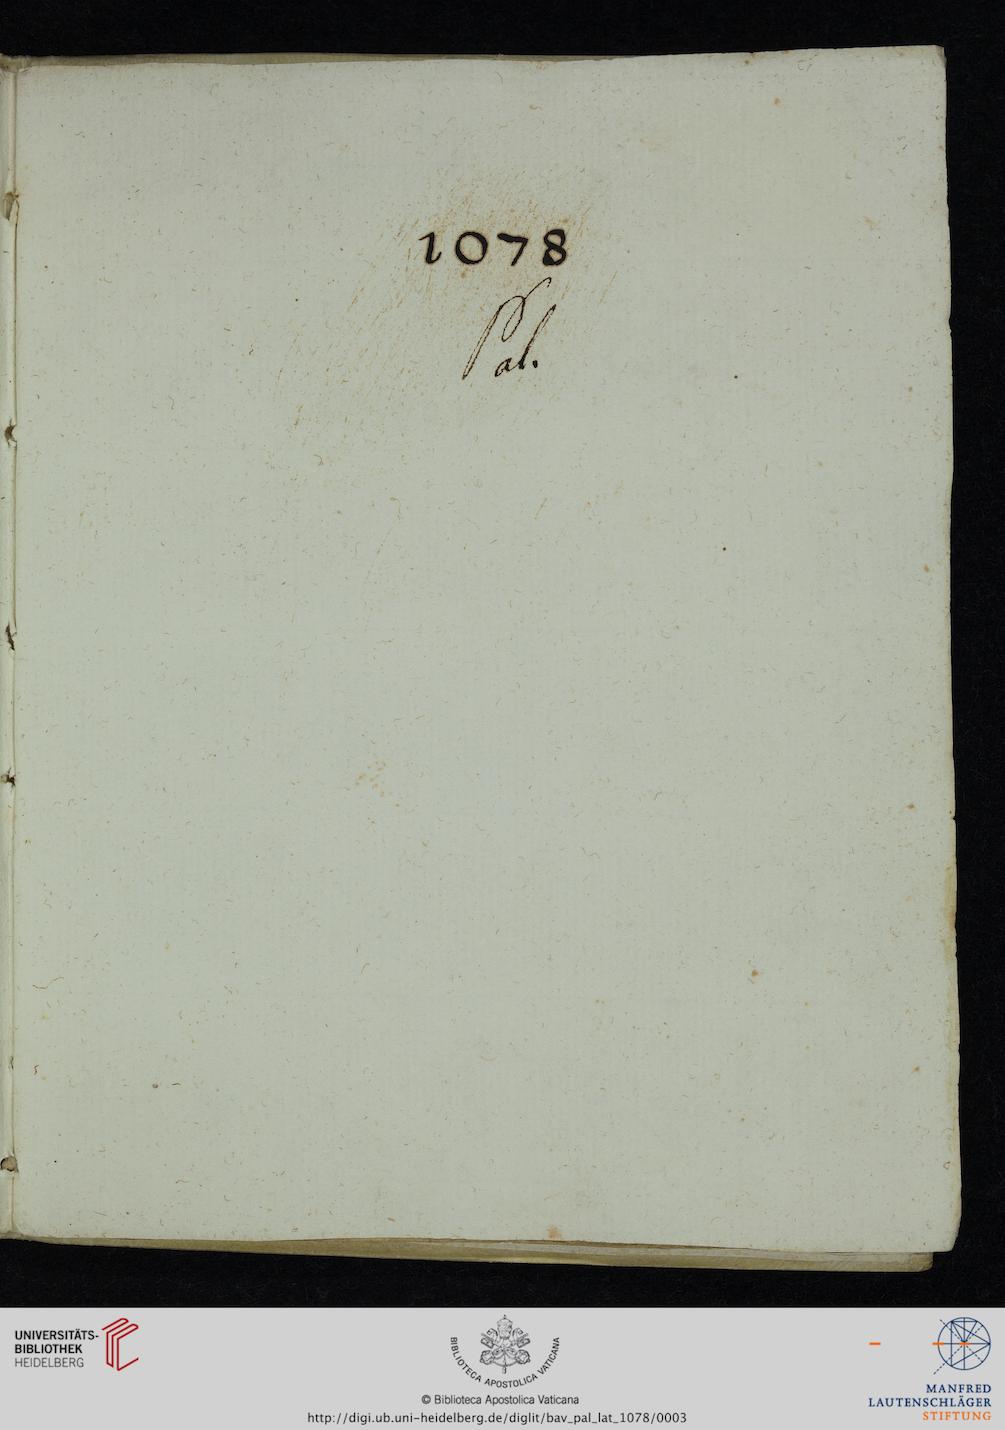 1078
Pal.
UNIVERSITÄTS-
BIBLIOTHEK
HEIDELBERG
BIBLIOTECA APOSTOLICA VATICANA
© Biblioteca Apostolica Vaticana
http://digi.ub.uni-heidelberg.de/diglit/bav_pal_lat_1078/0003
MANFRED
LAUTENSCHLÄGER
STIFTUNG